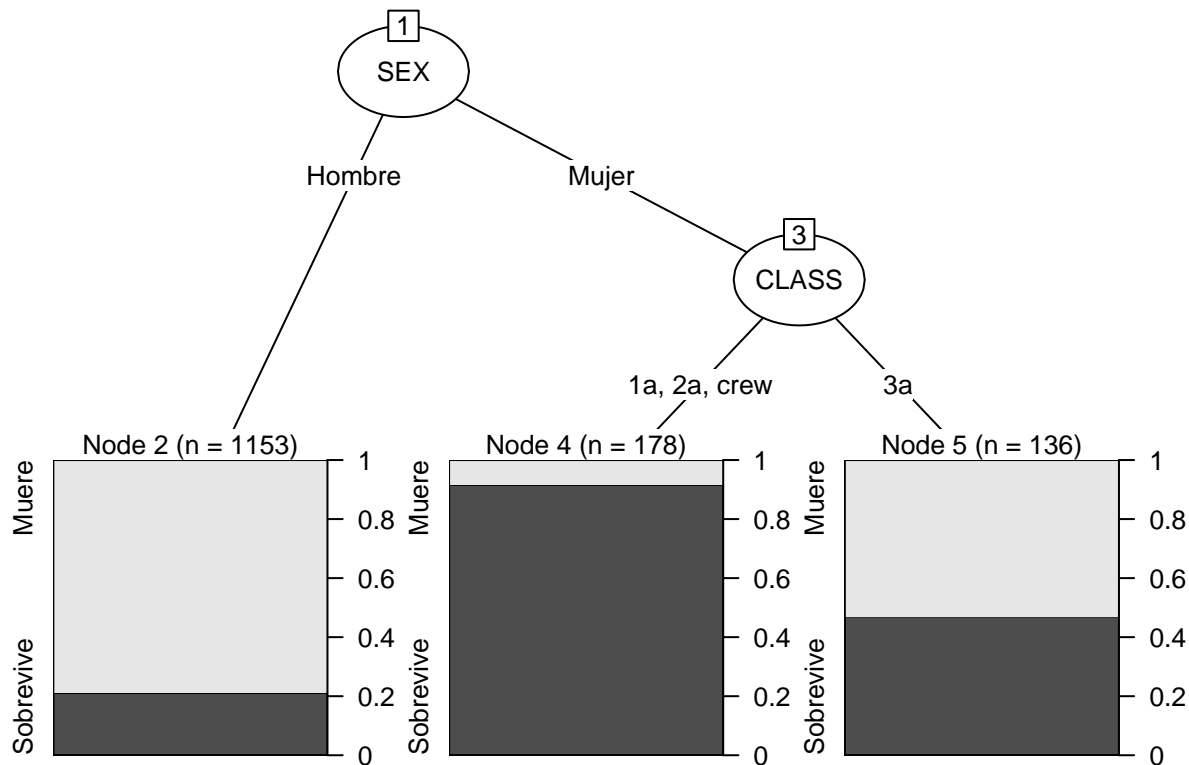 1
SEX
Hombre
Mujer
3
CLASS
1a, 2a, crew
3a
Node 2 (n = 1153)
Muere
Sobrevive
1
0.8
0.6
0.4
0.2
0
Node 4 (n = 178)
Muere
Sobrevive
1
0.8
0.6
0.4
0.2
0
Node 5 (n = 136)
Muere
Sobrevive
1
0.8
0.6
0.4
0.2
0